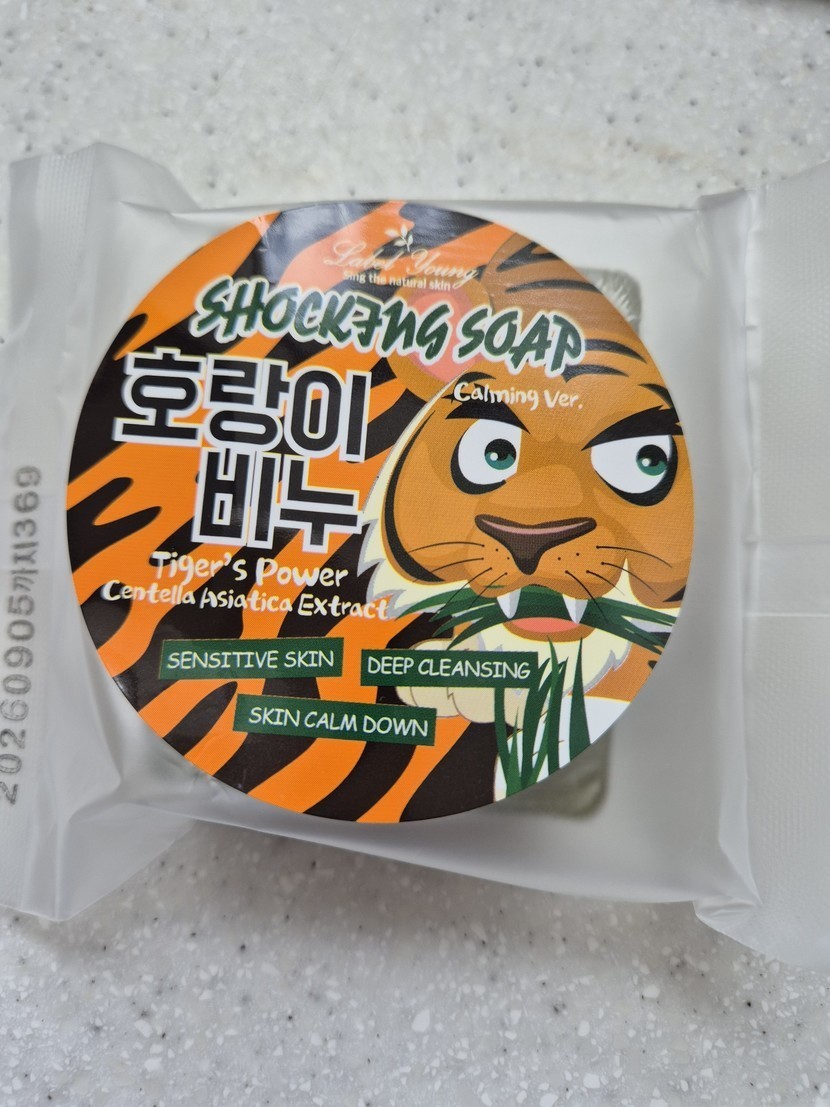 Label Young
5mg the natural skin
SHOCKING SOAP
Calming Ver.
호랑이
비누
Tiger's Power
Centella Asiatica Extract
SENSITIVE SKIN
DEEP CLEANSING
SKIN CALM DOWN
20260905까지369